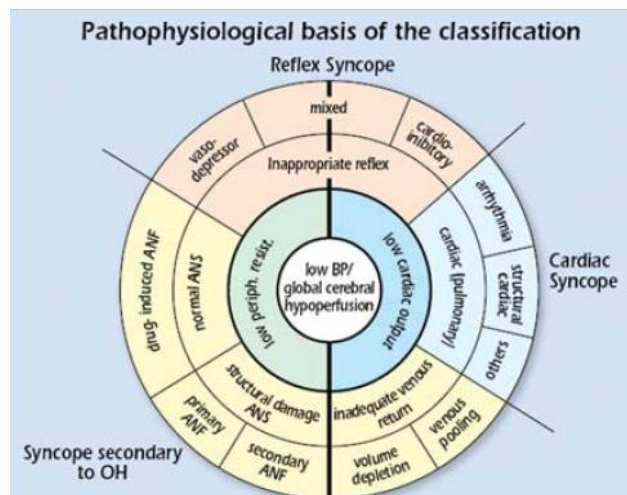 Pathophysiological basis of the classification
Reflex Syncope
mixed
vaso-
depressor
cardio-
inibitory
Inappropriate reflex
arrhythmia
structural
cardiac
others
Cardiac
Syncope
cardiac [pulmonary]
drug- induced ANF
normal ANS
low periph. resist.
low BP/
global cerebral
hypoperfusion
low cardiac output
structural damage
ANS
inadequate venous
return
primary
ANF
secondary
ANF
volume
depletion
venous
pooling
Syncope secondary
to OH